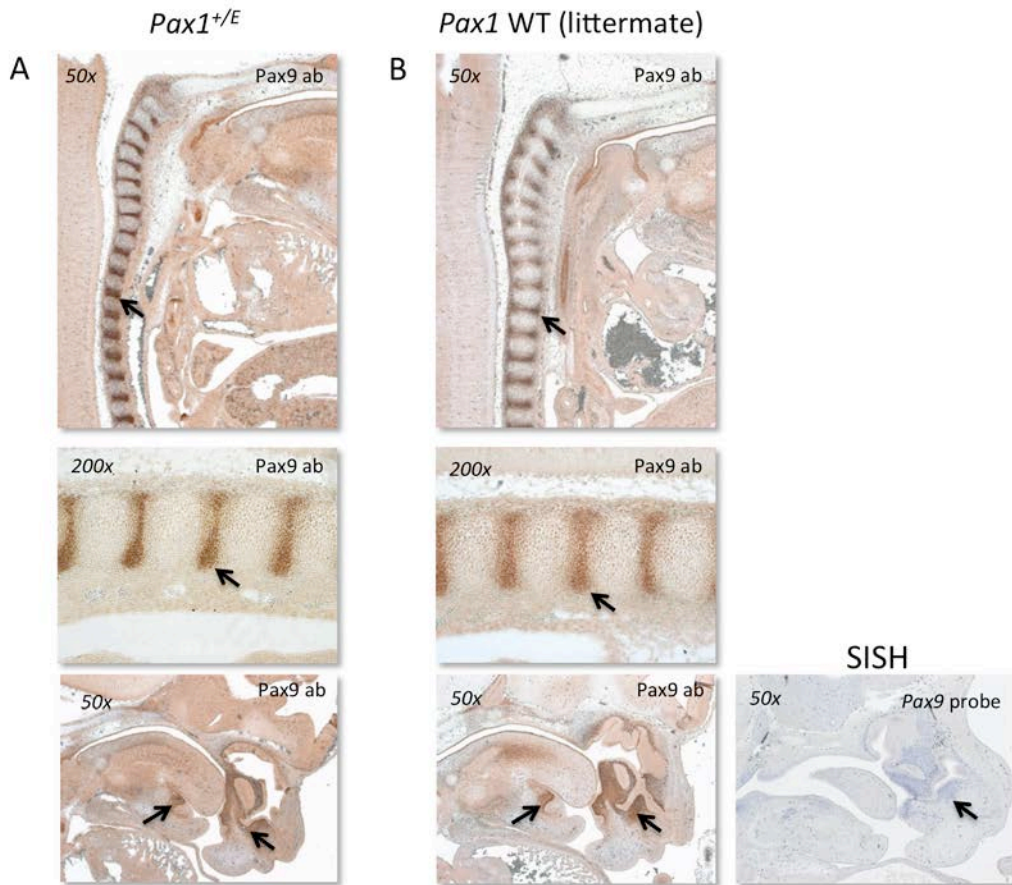 Pax1+/E
Pax1 WT (littermate)
A
50x
Pax9 ab
B
50x
Pax9 ab
200x
Pax9 ab
200x
Pax9 ab
50x
Pax9 ab
50x
Pax9 ab
SISH
50x
Pax9 probe